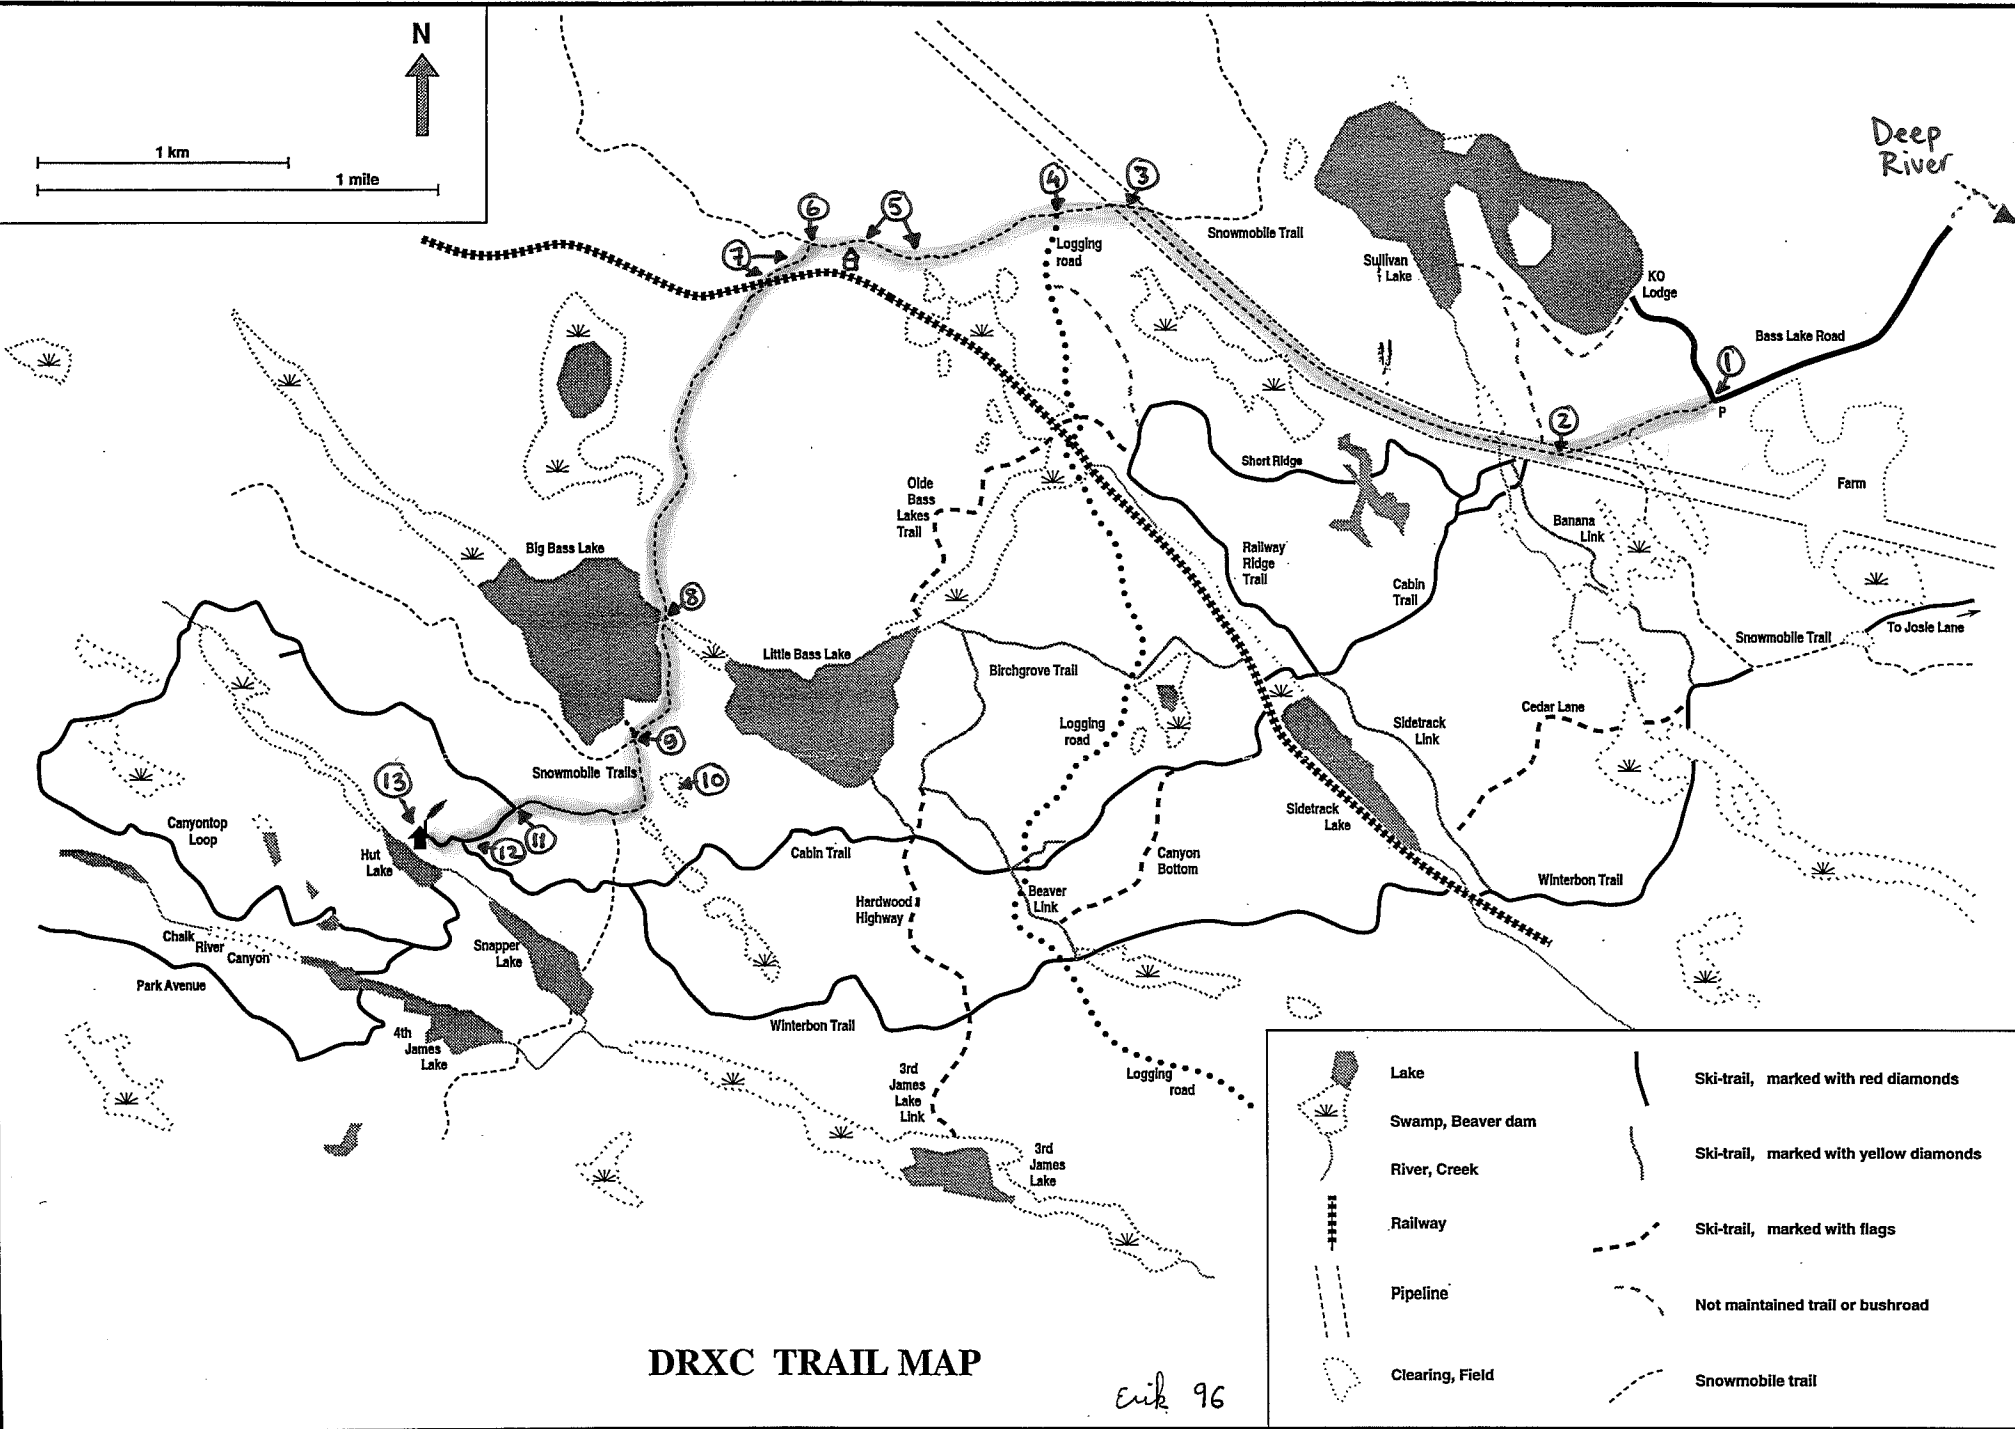 N
1 km
1 mile
Deep
River
3
4
6
5
7
Logging
road
Snowmobile Trail
Sullivan
Lake
KO
Lodge
Bass Lake Road
1
P
2
Short Ridge
Farm
Olde
Bass
Lakes
Trail
Banana
Link
Big Bass Lake
Railway
Ridge
Trail
Cabin
Trail
8
Little Bass Lake
Birchgrove Trail
Snowmobile Trail
To Josie Lane
Cedar Lane
Logging
road
Sidetrack
Link
9
Snowmobile Trails
10
13
11
12
Sidetrack
Lake
Canyontop
Loop
Hut
Lake
Cabin Trail
Canyon
Bottom
Winterbon Trail
Beaver
Link
Hardwood
Highway
Chalk
River
Canyon
Snapper
Lake
Park Avenue
4th
James
Lake
Winterbon Trail
3rd
James
Lake
Link
Logging
road
3rd
James
Lake
Lake
Swamp, Beaver dam
River, Creek
Railway
Pipeline
Clearing, Field
Ski-trail, marked with red diamonds
Ski-trail, marked with yellow diamonds
Ski-trail, marked with flags
Not maintained trail or bushroad
Snowmobile trail
DRXC TRAIL MAP
Erik 96